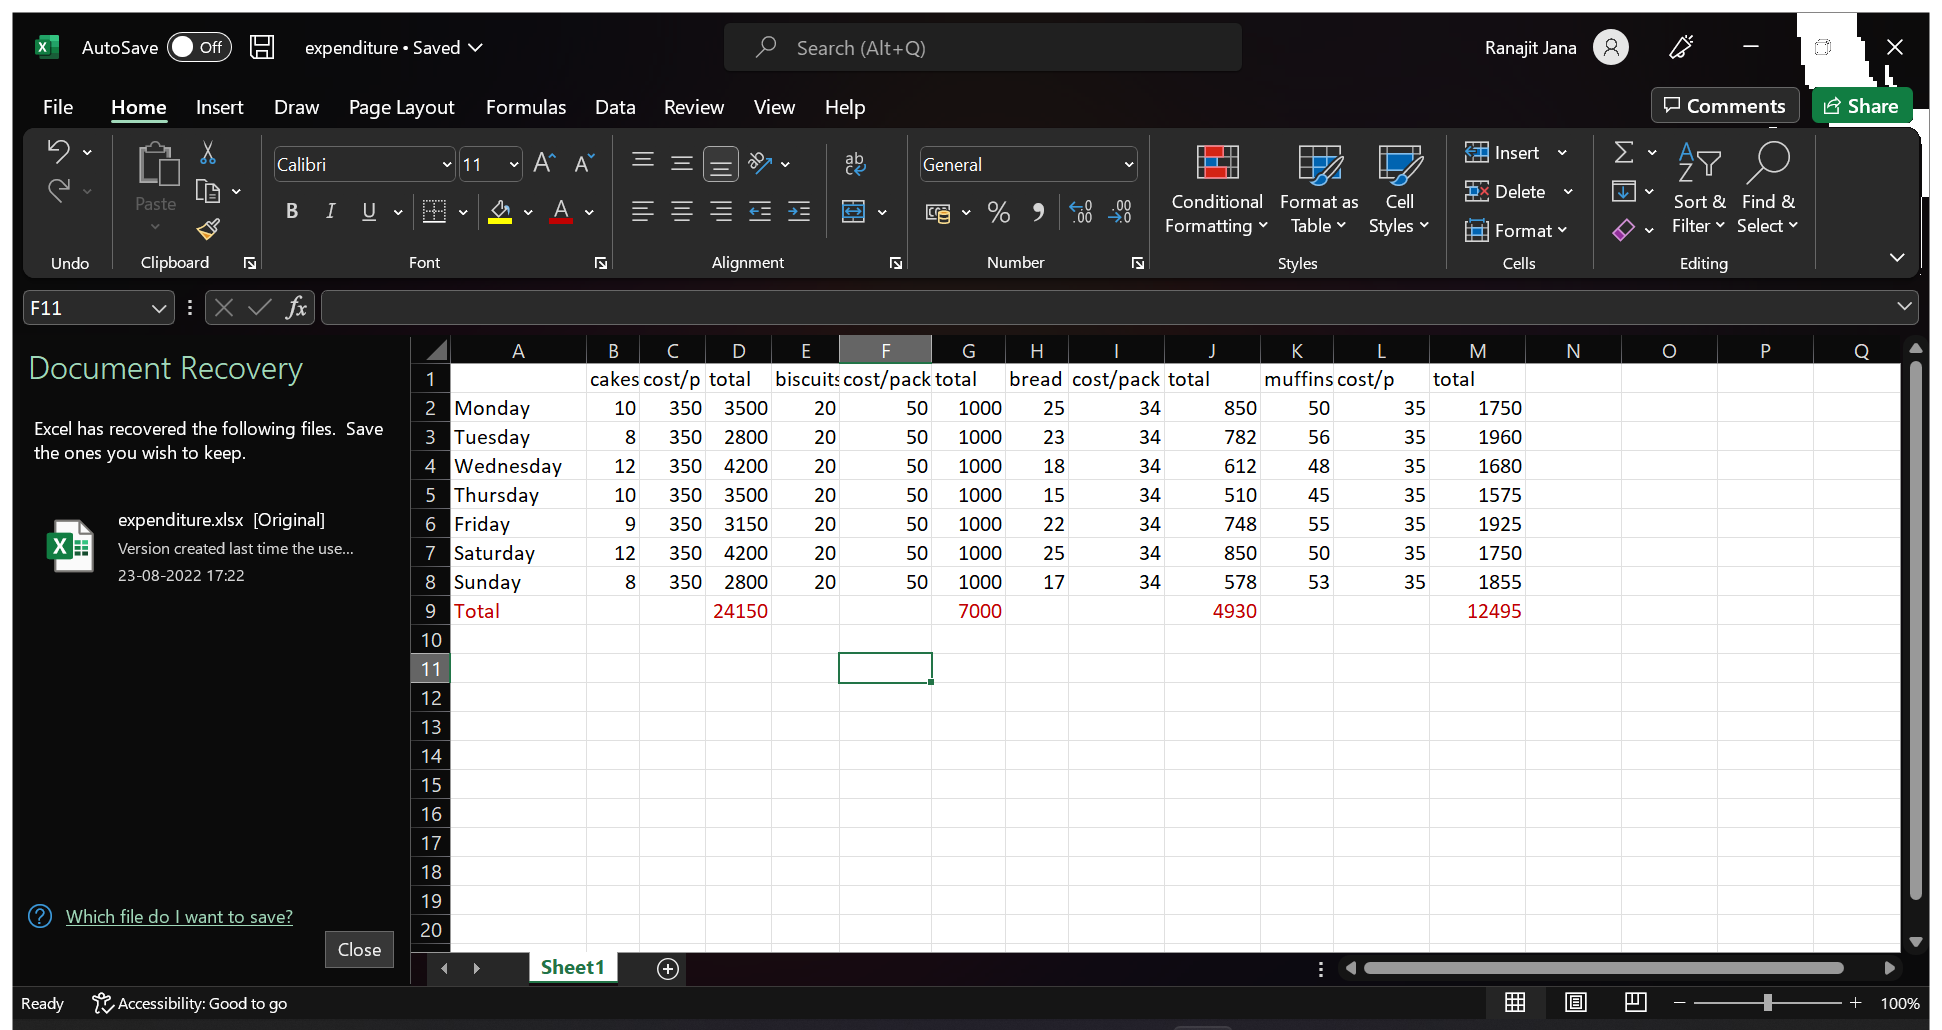 AutoSave Off expenditure • Saved Search (Alt+Q) Ranajit Jana
File Home Insert Draw Page Layout Formulas Data Review View Help Comments Share
Paste
Calibri 11
B I U
ab
General
% .00 .00
Conditional Formatting
Format as Table
Cell Styles
Insert
Delete
Format
Sort & Filter
Find & Select
Undo Clipboard Font Alignment Number Styles Cells Editing
F11 fx
Document Recovery
Excel has recovered the following files. Save
the ones you wish to keep.
expenditure.xlsx [Original]
Version created last time the use...
23-08-2022 17:22
Which file do I want to save?
Close
A B C D E F G H I J K L M N O P Q
1 cakes cost/p total biscuits cost/pack total bread cost/pack total muffins cost/p total
2 Monday 10 350 3500 20 50 1000 25 34 850 50 35 1750
3 Tuesday 8 350 2800 20 50 1000 23 34 782 56 35 1960
4 Wednesday 12 350 4200 20 50 1000 18 34 612 48 35 1680
5 Thursday 10 350 3500 20 50 1000 15 34 510 45 35 1575
6 Friday 9 350 3150 20 50 1000 22 34 748 55 35 1925
7 Saturday 12 350 4200 20 50 1000 25 34 850 50 35 1750
8 Sunday 8 350 2800 20 50 1000 17 34 578 53 35 1855
9 Total 24150 7000 4930 12495
10
11
12
13
14
15
16
17
18
19
20
Sheet1
Ready Accessibility: Good to go 100%